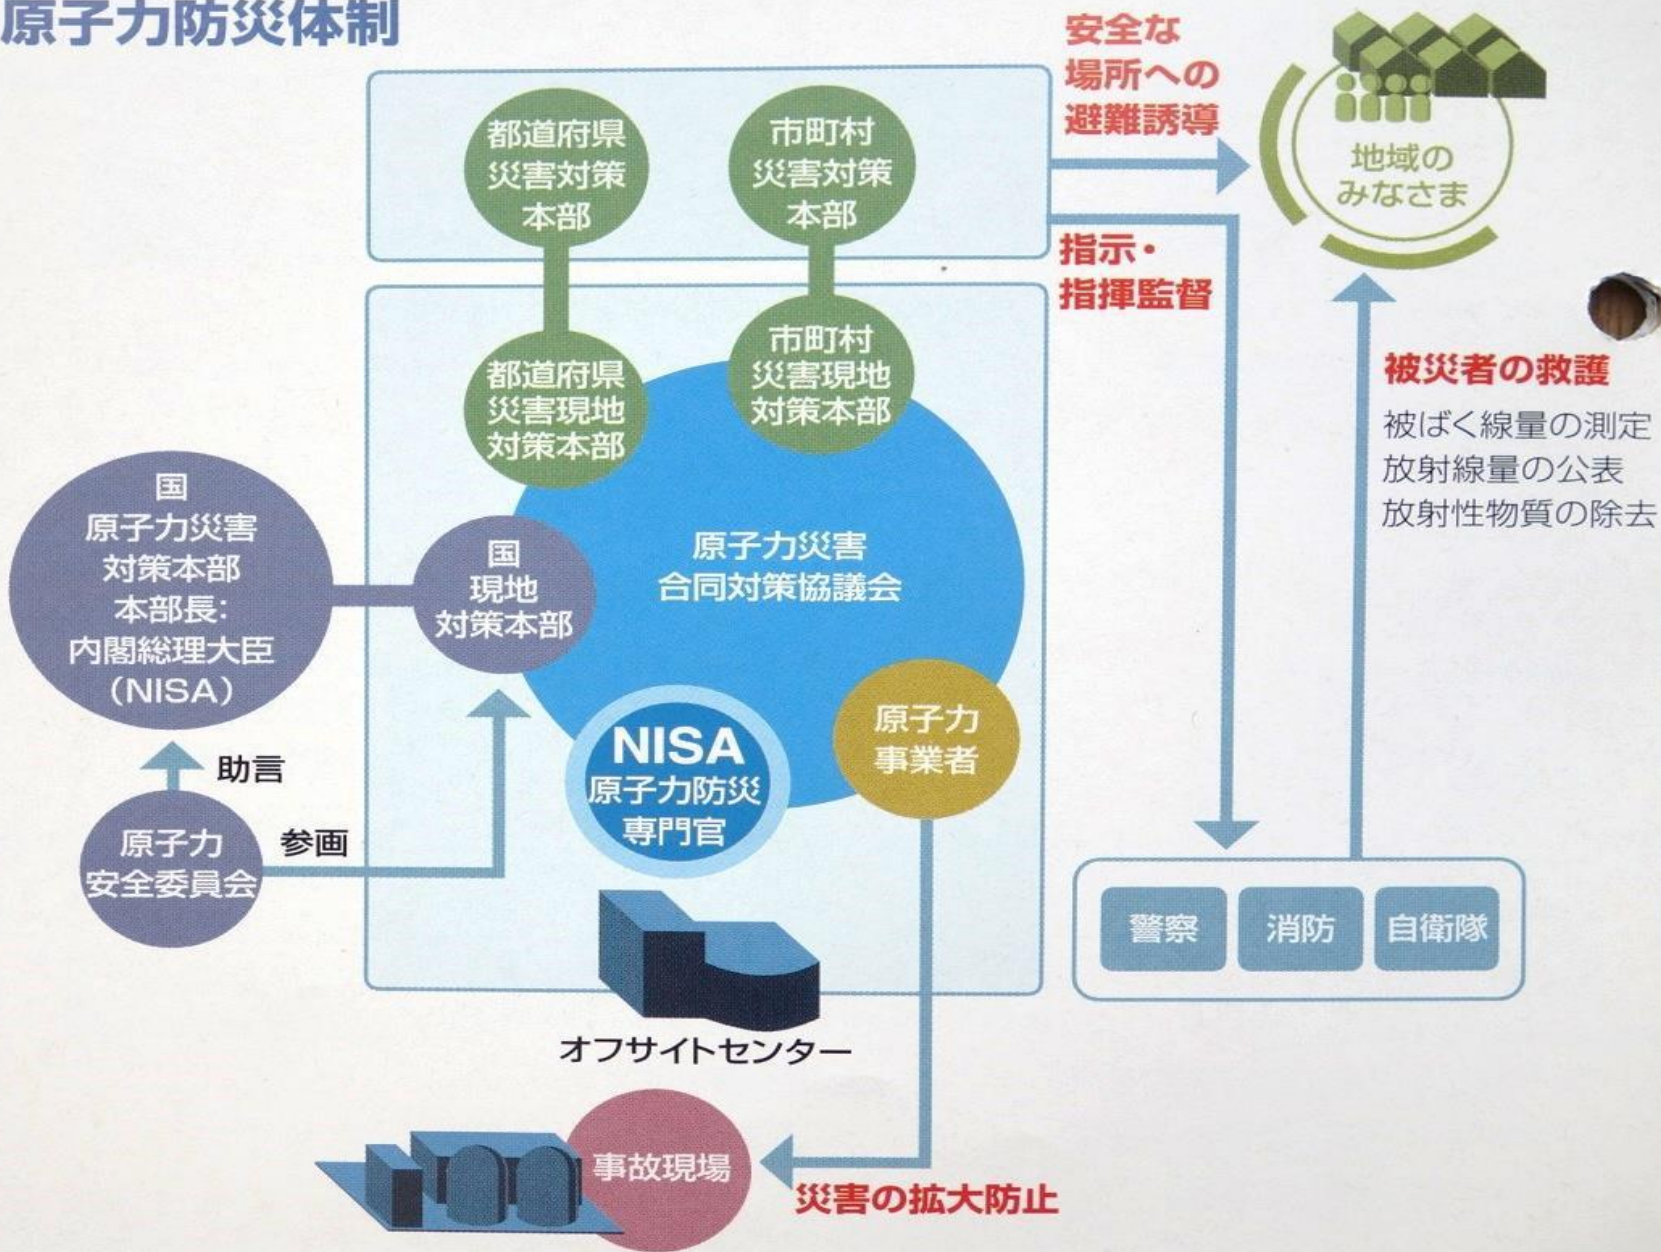 原子力防災体制
都道府県
災害対策
本部
市町村
災害対策
本部
安全な
場所への
避難誘導
地域の
みなさま
指示・
指揮監督
都道府県
災害現地
対策本部
市町村
災害現地
対策本部
被災者の救護
被ばく線量の測定
放射線量の公表
放射性物質の除去
国
原子力災害
対策本部
本部長:
内閣総理大臣
(NISA)
国
現地
対策本部
原子力災害
合同対策協議会
NISA
原子力防災
専門官
原子力
事業者
助言
原子力
安全委員会
参画
警察
消防
自衛隊
オフサイトセンター
事故現場
災害の拡大防止